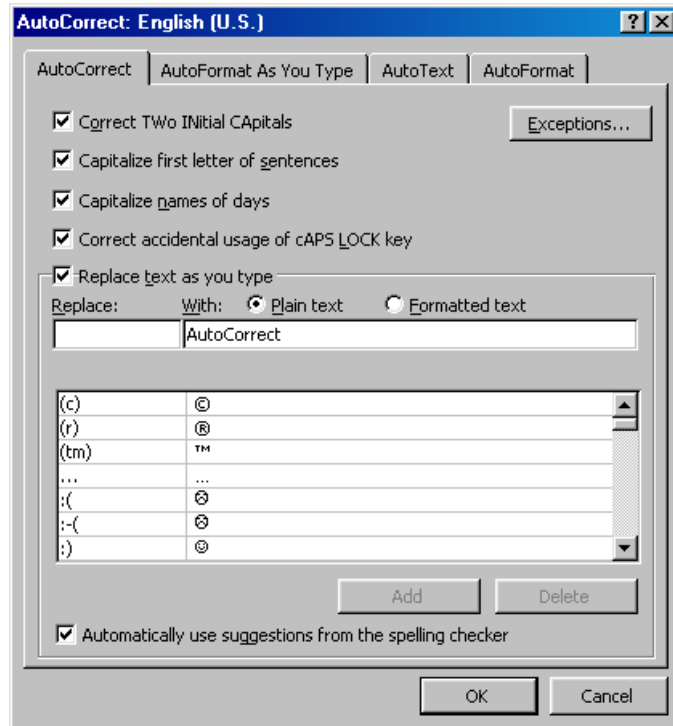 AutoCorrect: English (U.S.)
AutoCorrect AutoFormat As You Type AutoText AutoFormat
Correct TWo INitial CApitals Exceptions...
Capitalize first letter of sentences
Capitalize names of days
Correct accidental usage of cAPS LOCK key
Replace text as you type
Replace: With: Plain text Formatted text
AutoCorrect
(c) ©
(r) ®
(tm) ™
... ...
:( ☹
:-( ☹
:) ☺
Add Delete
Automatically use suggestions from the spelling checker
OK Cancel